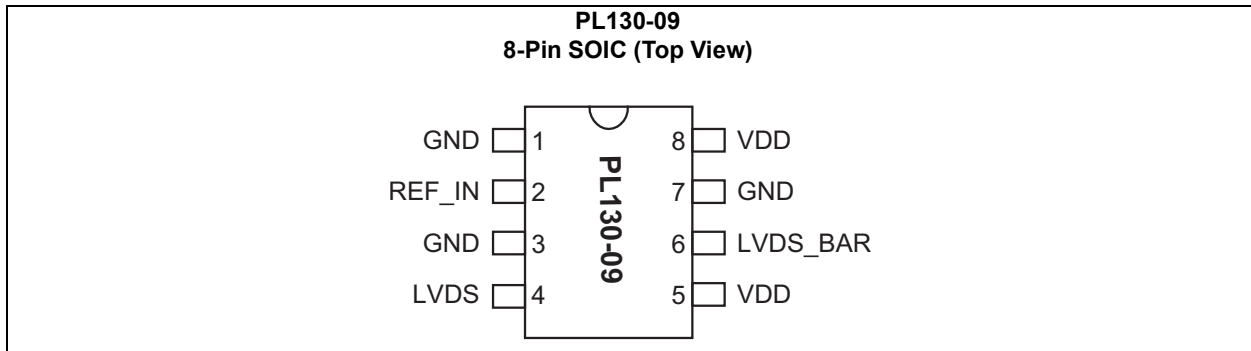 PL130-09
8-Pin SOIC (Top View)
GND 1 8 VDD
REF_IN 2 7 GND
GND 3 6 LVDS_BAR
LVDS 4 5 VDD
PL130-09